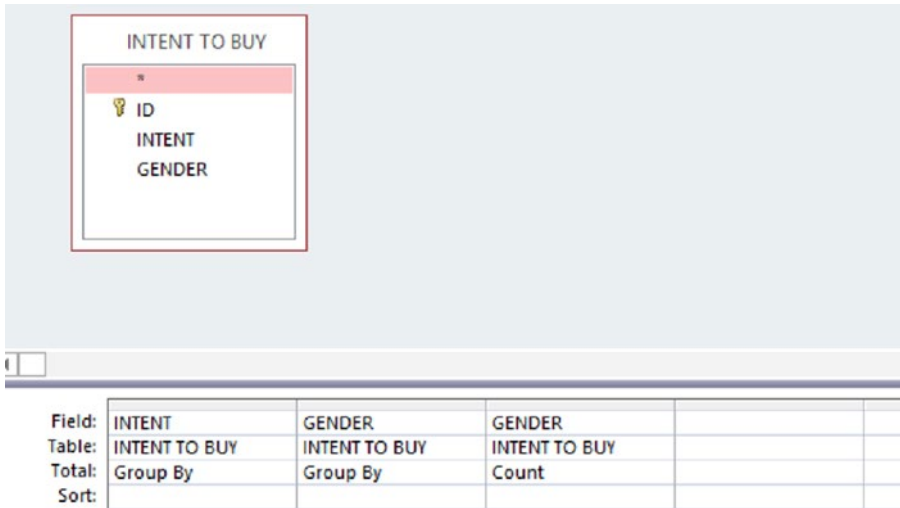 INTENT TO BUY
*
ID
INTENT
GENDER
Field: INTENT GENDER GENDER
Table: INTENT TO BUY INTENT TO BUY INTENT TO BUY
Total: Group By Group By Count
Sort: